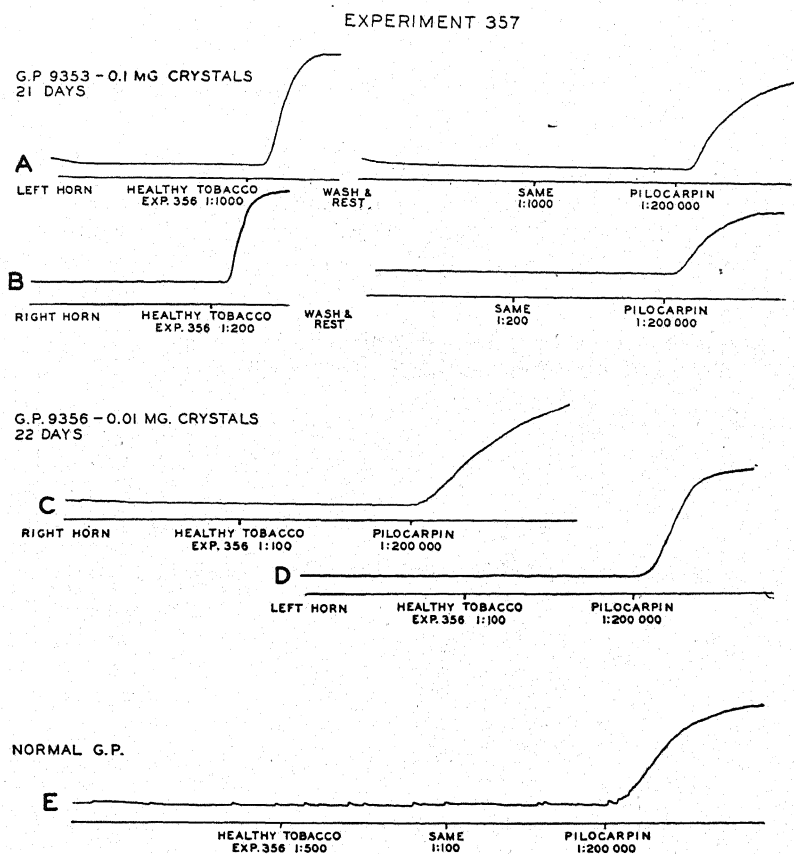 EXPERIMENT 357
G.P. 9353 – 0.1 MG CRYSTALS
21 DAYS
A
LEFT HORN
HEALTHY TOBACCO
EXP. 356 1:1000
WASH &
REST
SAME
1:1000
PILOCARPIN
1:200 000
B
RIGHT HORN
HEALTHY TOBACCO
EXP. 356 1:200
WASH &
REST
SAME
1:200
PILOCARPIN
1:200 000
G.P. 9356 – 0.01 MG. CRYSTALS
22 DAYS
C
RIGHT HORN
HEALTHY TOBACCO
EXP. 356 1:100
PILOCARPIN
1:200 000
D
LEFT HORN
HEALTHY TOBACCO
EXP. 356 1:100
PILOCARPIN
1:200 000
NORMAL G.P.
E
HEALTHY TOBACCO
EXP. 356 1:500
SAME
1:100
PILOCARPIN
1:200 000